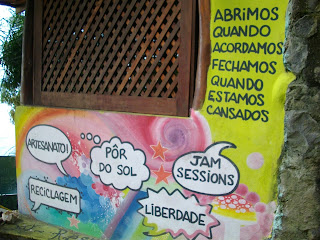 ABRIMOS
QUANDO
ACORDAMOS
FECHAMOS
QUANDO
ESTAMOS
CANSADOS
ARTESANATO!
PÔR
DO SOL
JAM
SESSIONS
RECICLAGEM
LIBERDADE